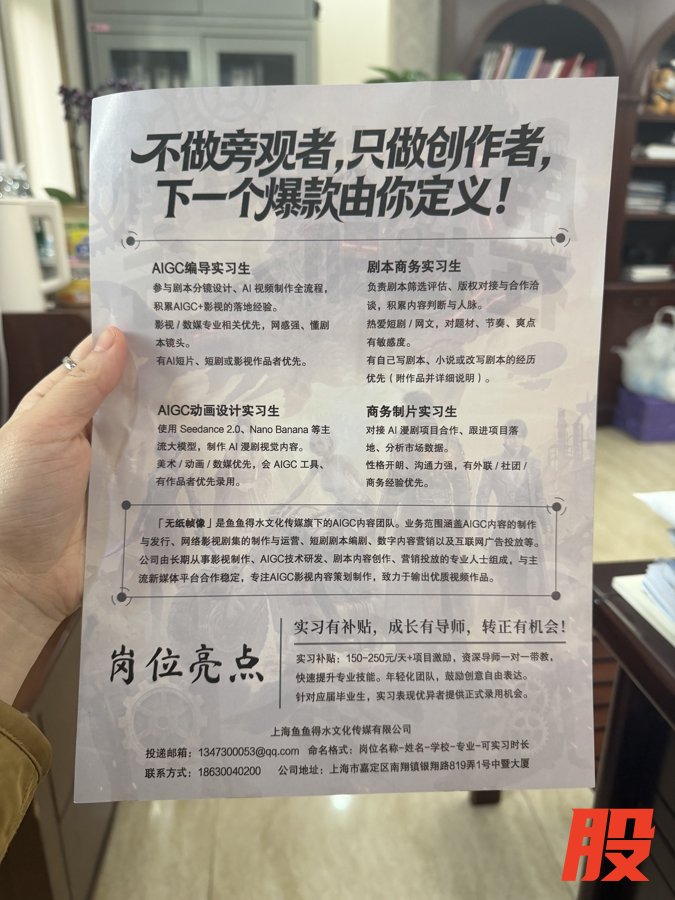 不做旁观者,只做创作者,
下一个爆款由你定义!
AIGC编导实习生
参与剧本分镜设计、AI 视频制作全流程,
积累AIGC+影视的落地经验。
影视 / 数媒专业相关优先, 网感强、懂剧
本镜头。
有AI短片、短剧或影视作品者优先。
剧本商务实习生
负责剧本筛选评估、版权对接与合作洽
谈，积累内容判断与人脉。
热爱短剧 / 网文，对题材、节奏、爽点
有敏感度。
有自己写剧本、小说或改写剧本的经历
优先（附作品并详细说明）。
AIGC动画设计实习生
使用 Seedance 2.0、Nano Banana 等主
流大模型，制作 AI 漫剧视觉内容。
美术 / 动画 / 数媒优先，会 AIGC 工具、
有作品者优先录用。
商务制片实习生
对接 AI 漫剧项目合作、跟进项目落
地、分析市场数据。
性格开朗、沟通力强，有外联 / 社团 /
商务经验优先。
「无纸帧像」是鱼鱼得水文化传媒旗下的AIGC内容团队。业务范围涵盖AIGC内容的制作
与发行、网络影视剧集的制作与运营、短剧剧本编剧、数字内容营销以及互联网广告投放等。
公司由长期从事影视制作、AIGC技术研发、剧本内容创作、营销投放的专业人士组成，与主
流新媒体平台合作稳定，专注AIGC影视内容策划制作，致力于输出优质视频作品。
岗位亮点
实习有补贴，成长有导师，转正有机会！
实习补贴：150-250元/天+项目激励，资深导师一对一带教，
快速提升专业技能。年轻化团队，鼓励创意自由表达。
针对应届毕业生，实习表现优异者提供正式录用机会。
上海鱼鱼得水文化传媒有限公司
投递邮箱：1347300053@qq.com 命名格式：岗位名称-姓名-学校-专业-可实习时长
联系方式：18630040200 公司地址：上海市嘉定区南翔镇银翔路819弄1号中暨大厦
股